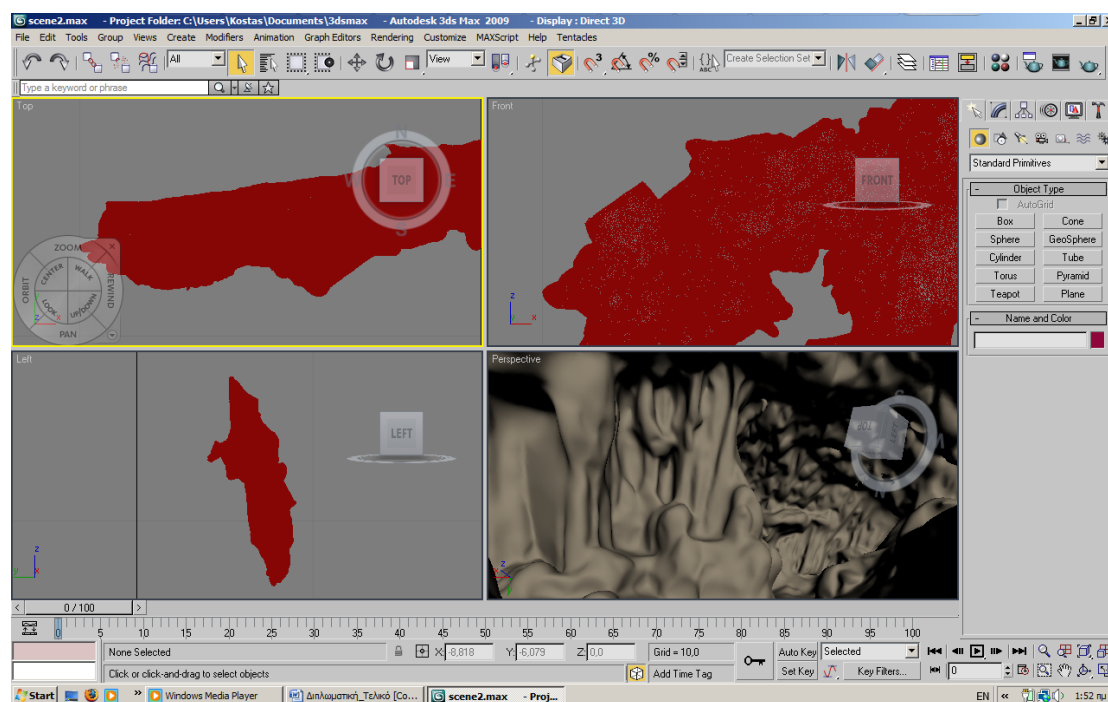 scene2.max - Project Folder: C:\Users\Kostas\Documents\3dsmax - Autodesk 3ds Max 2009 - Display : Direct 3D
File Edit Tools Group Views Create Modifiers Animation Graph Editors Rendering Customize MAXScript Help Tentacles
All View Create Selection Set
Type a keyword or phrase
Top Front
TOP FRONT
Standard Primitives
- Object Type
AutoGrid
Box Cone
Sphere GeoSphere
Cylinder Tube
Torus Pyramid
Teapot Plane
- Name and Color
ZOOM
ORBIT CENTER WALK REWIND
LOOK UP/DOWN
PAN
z x z x
Left Perspective
LEFT
TOP LEFT
z y x
0 / 100
0 5 10 15 20 25 30 35 40 45 50 55 60 65 70 75 80 85 90 95 100
None Selected X: -8,818 Y: -6,079 Z: 0,0 Grid = 10,0 Auto Key Selected
Click or click-and-drag to select objects Add Time Tag Set Key Key Filters... 0
Start » Windows Media Player Διπλωματική_Τελικό [Co... scene2.max - Proj... EN « 1:52 πμ